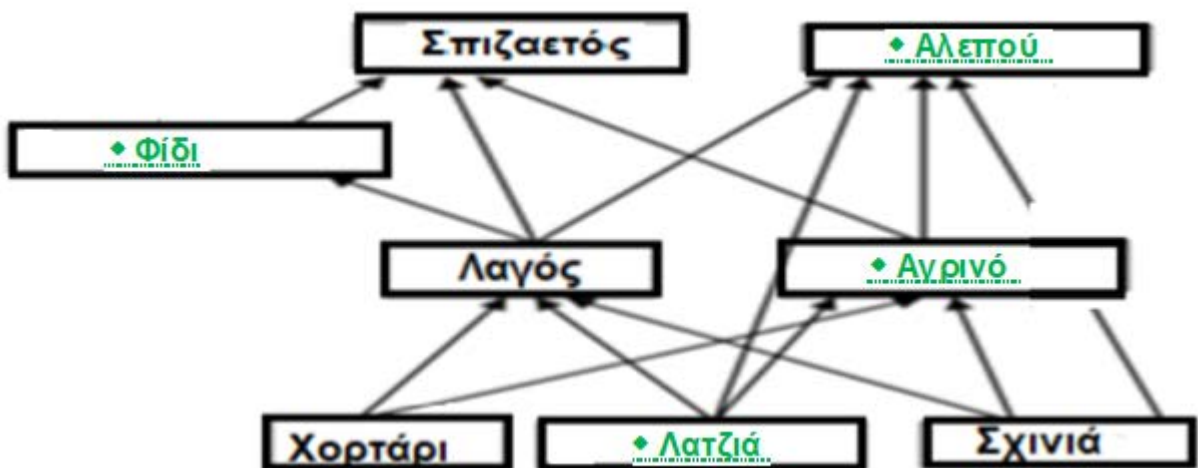 Σπιζαετός
◆ Αλεπού
◆ Φίδι
Λαγός
◆ Αγρινό
Χορτάρι
◆ Λατζιά
Σχινιά